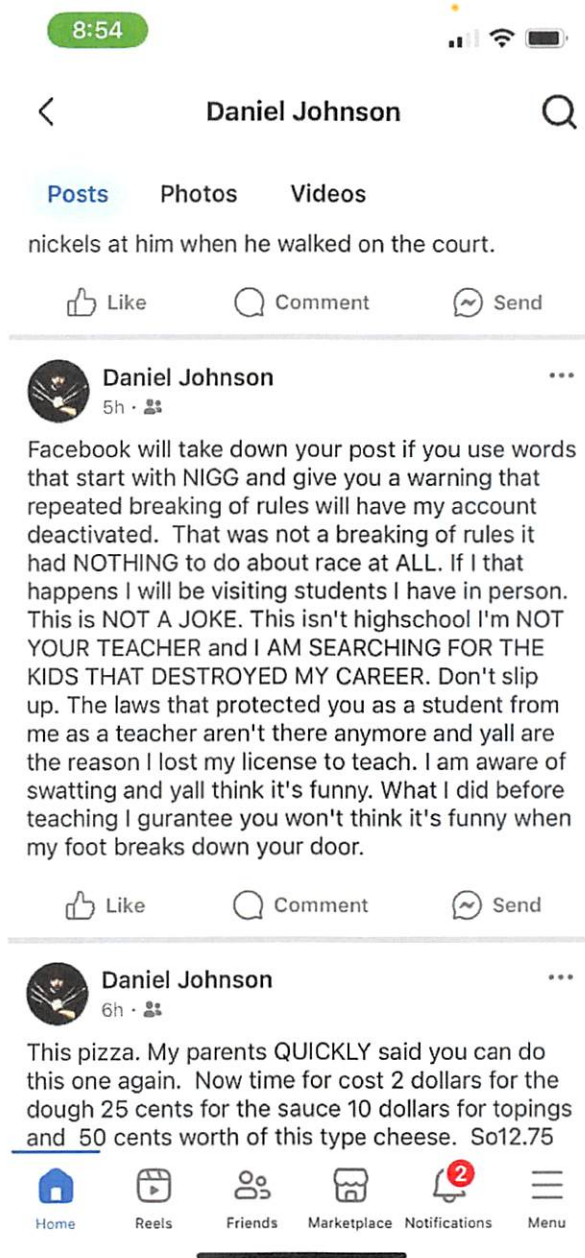 8:54
Daniel Johnson
Posts Photos Videos
nickels at him when he walked on the court.
Like Comment Send
Daniel Johnson
5h ·
Facebook will take down your post if you use words
that start with NIGG and give you a warning that
repeated breaking of rules will have my account
deactivated. That was not a breaking of rules it
had NOTHING to do about race at ALL. If I that
happens I will be visiting students I have in person.
This is NOT A JOKE. This isn't highschool I'm NOT
YOUR TEACHER and I AM SEARCHING FOR THE
KIDS THAT DESTROYED MY CAREER. Don't slip
up. The laws that protected you as a student from
me as a teacher aren't there anymore and yall are
the reason I lost my license to teach. I am aware of
swatting and yall think it's funny. What I did before
teaching I gurantee you won't think it's funny when
my foot breaks down your door.
Like Comment Send
Daniel Johnson
6h ·
This pizza. My parents QUICKLY said you can do
this one again. Now time for cost 2 dollars for the
dough 25 cents for the sauce 10 dollars for topings
and 50 cents worth of this type cheese. So12.75
2
Home Reels Friends Marketplace Notifications Menu